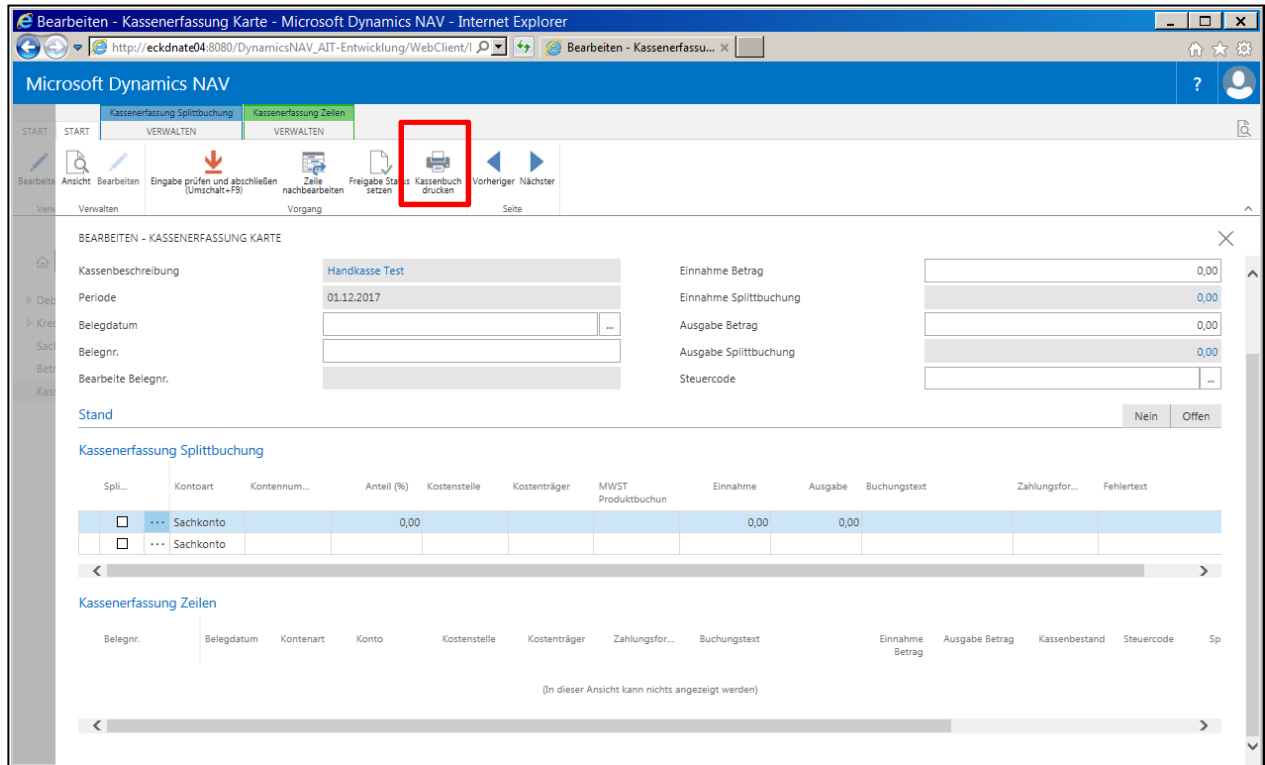 Bearbeiten - Kassenerfassung Karte - Microsoft Dynamics NAV - Internet Explorer
http://eckdnate04:8080/DynamicsNAV_AIT-Entwicklung/WebClient/l
Bearbeiten - Kassenerfassu...
Microsoft Dynamics NAV
?
Kassenerfassung Splittbuchung Kassenerfassung Zeilen
START START VERWALTEN VERWALTEN
Bearbeite Ansicht Bearbeiten Eingabe prüfen und abschließen (Umschalt+F9) Zeile nachbearbeiten Freigabe Status setzen Kassenbuch drucken Vorheriger Nächster
Verw Verwalten Vorgang Seite
BEARBEITEN - KASSENERFASSUNG KARTE
Kassenbeschreibung Handkasse Test Einnahme Betrag 0,00
Periode 01.12.2017 Einnahme Splittbuchung 0,00
Belegdatum ... Ausgabe Betrag 0,00
Belegnr. Ausgabe Splittbuchung 0,00
Bearbeite Belegnr. Steuercode ...
Deb
Kred
Sach
Betr
Kass
Stand Nein Offen
Kassenerfassung Splittbuchung
Spli... Kontoart Kontennum... Anteil (%) Kostenstelle Kostenträger MWST Produktbuchun Einnahme Ausgabe Buchungstext Zahlungsfor... Fehlertext
... Sachkonto 0,00 0,00 0,00
... Sachkonto
Kassenerfassung Zeilen
Belegnr. Belegdatum Kontenart Konto Kostenstelle Kostenträger Zahlungsfor... Buchungstext Einnahme Betrag Ausgabe Betrag Kassenbestand Steuercode Sp
(In dieser Ansicht kann nichts angezeigt werden)